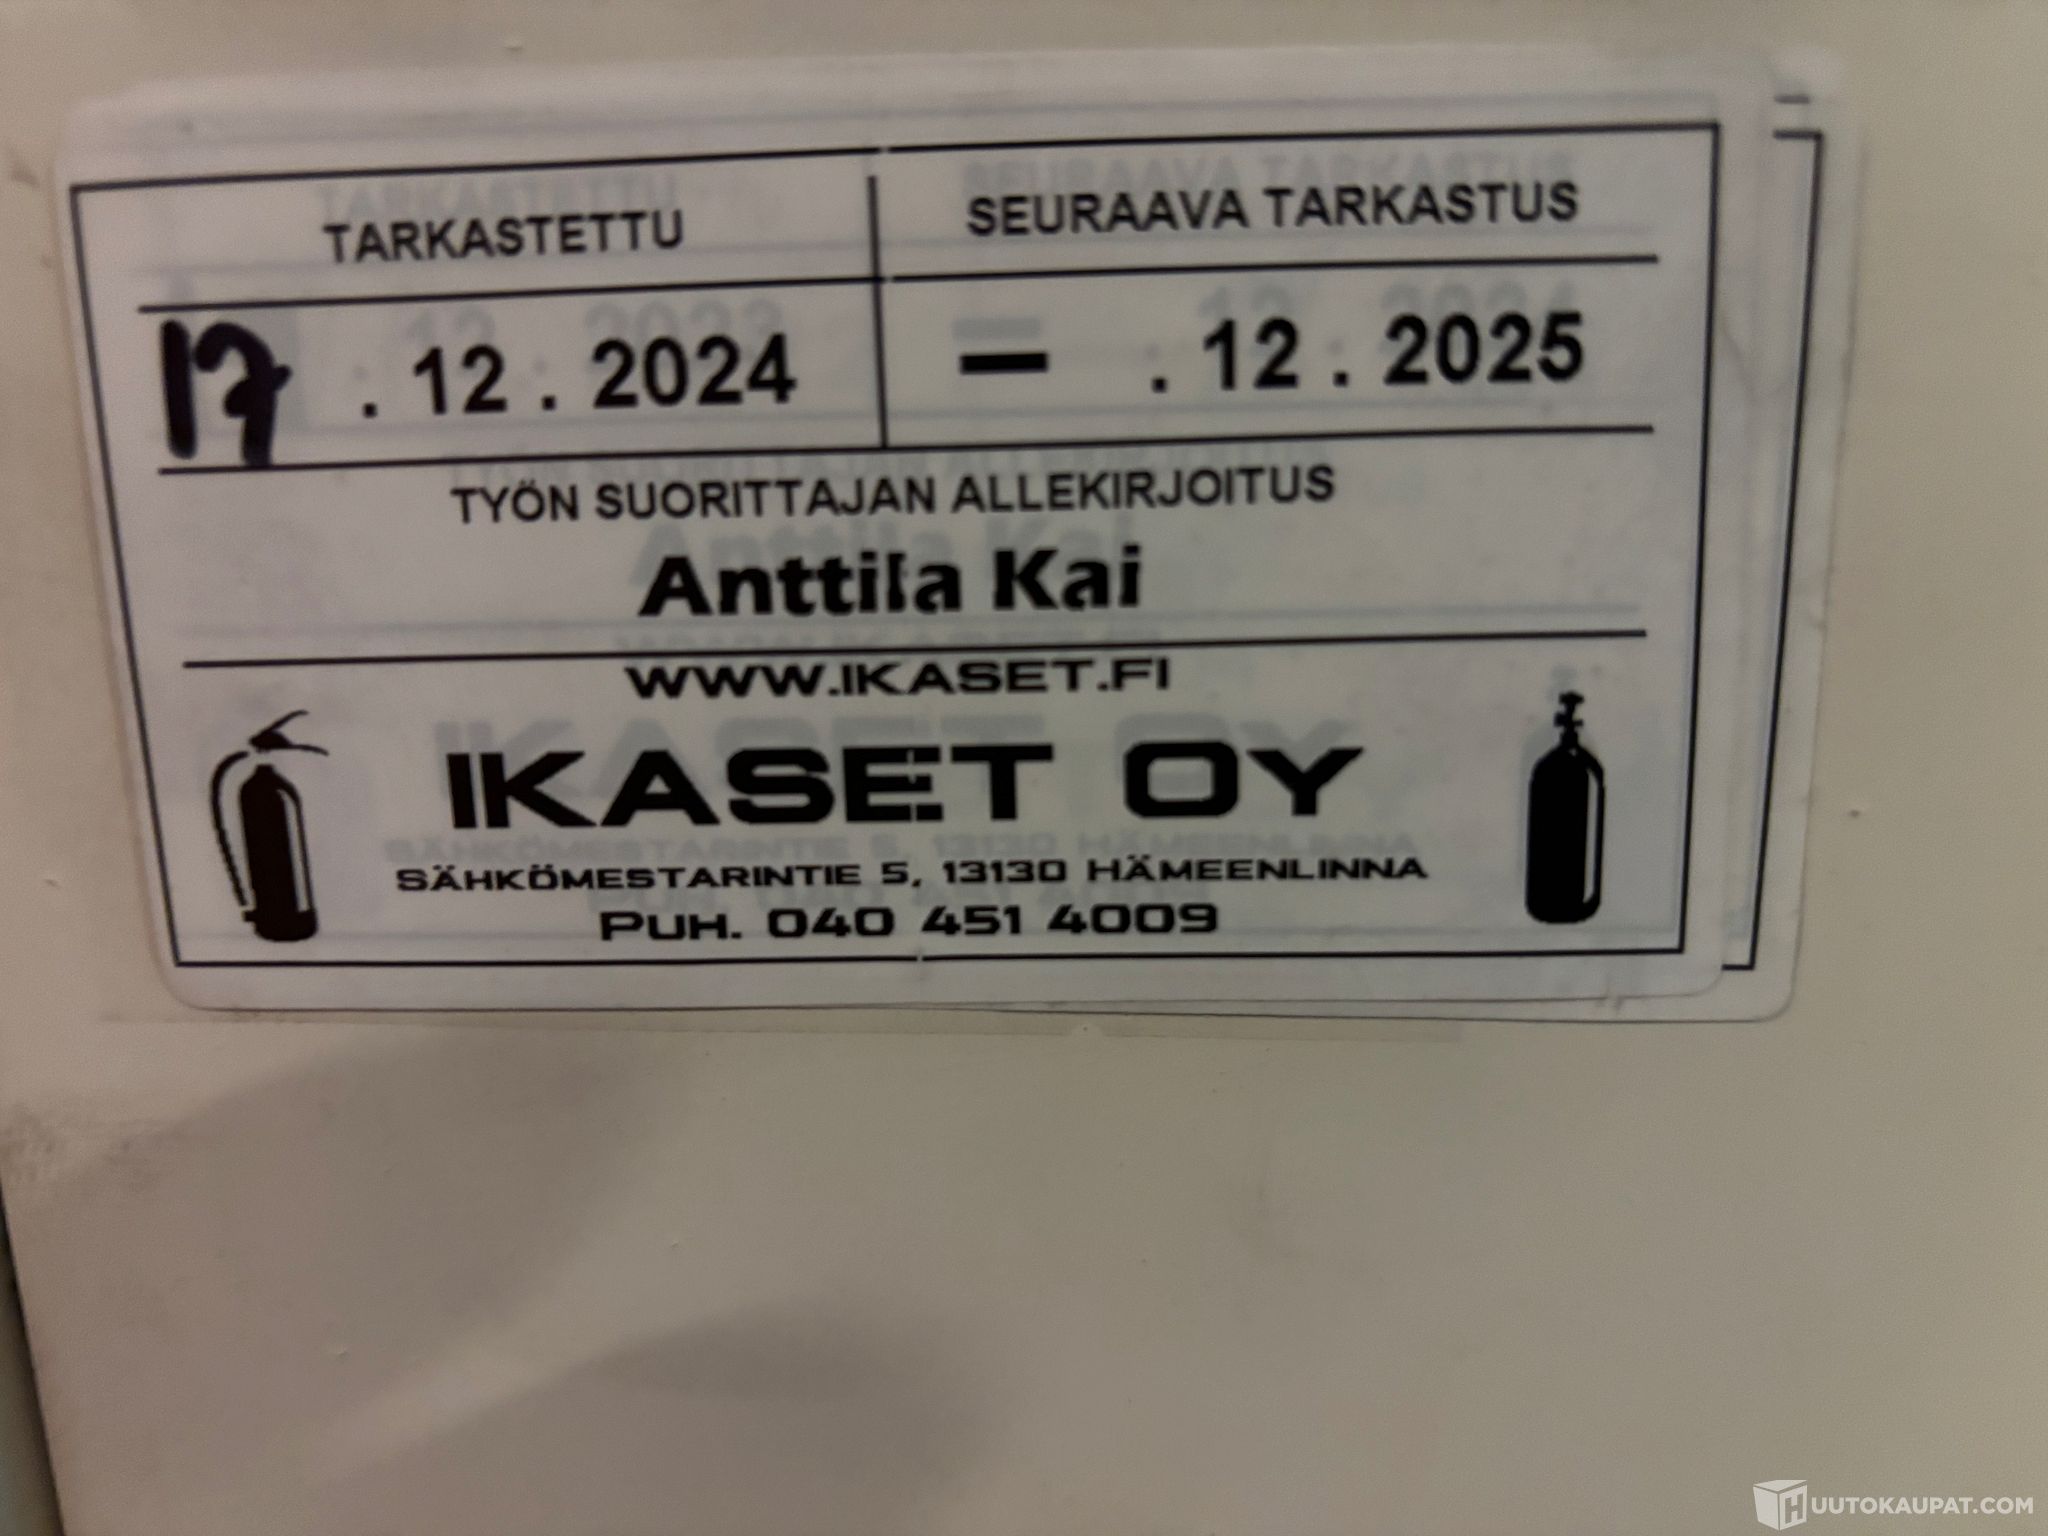 TARKASTETTU
SEURAAVA TARKASTUS
17 . 12 . 2024
– . 12 . 2025
TYÖN SUORITTAJAN ALLEKIRJOITUS
Anttila Kai
WWW.IKASET.FI
IKASET OY
SÄHKÖMESTARINTIE 5, 13130 HÄMEENLINNA
PUH. 040 451 4009
HUUTOKAUPAT.COM